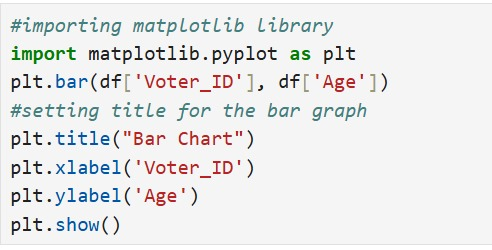 #importing matplotlib library
import matplotlib.pyplot as plt
plt.bar(df['Voter_ID'], df['Age'])
#setting title for the bar graph
plt.title("Bar Chart")
plt.xlabel('Voter_ID')
plt.ylabel('Age')
plt.show()